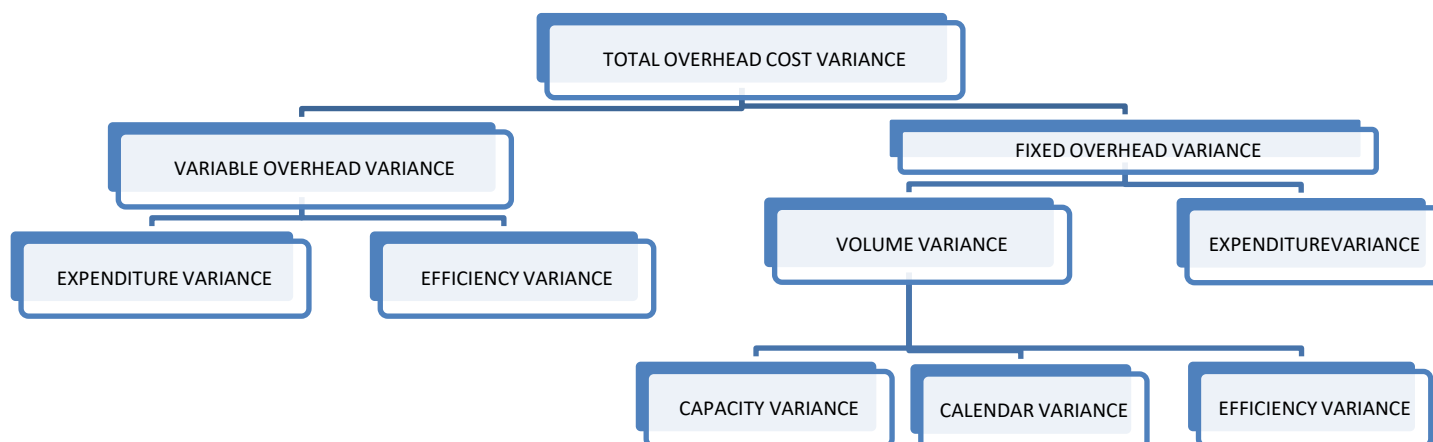 TOTAL OVERHEAD COST VARIANCE
VARIABLE OVERHEAD VARIANCE
FIXED OVERHEAD VARIANCE
EXPENDITURE VARIANCE
EFFICIENCY VARIANCE
VOLUME VARIANCE
EXPENDITUREVARIANCE
CAPACITY VARIANCE
CALENDAR VARIANCE
EFFICIENCY VARIANCE